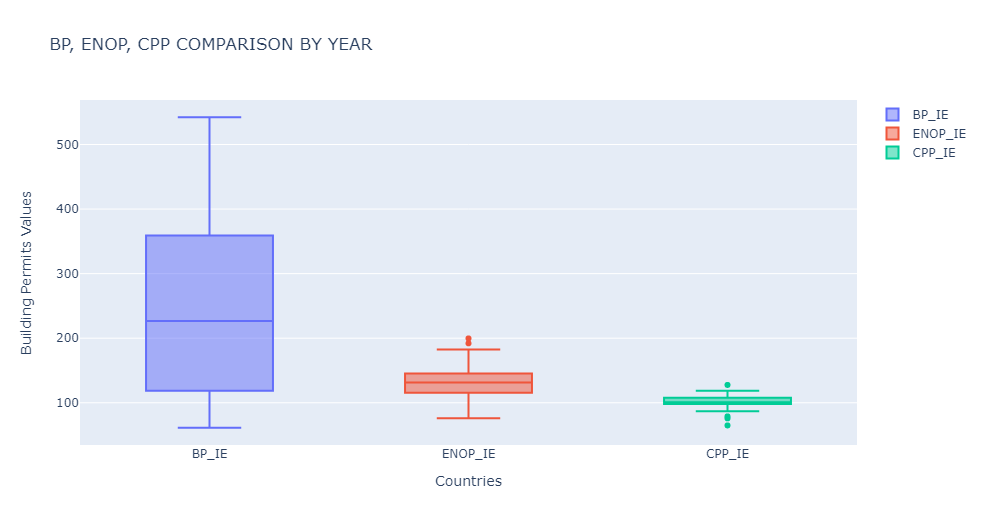 BP, ENOP, CPP COMPARISON BY YEAR
BP_IE
ENOP_IE
CPP_IE
Building Permits Values
500
400
300
200
100
BP_IE
ENOP_IE
CPP_IE
Countries